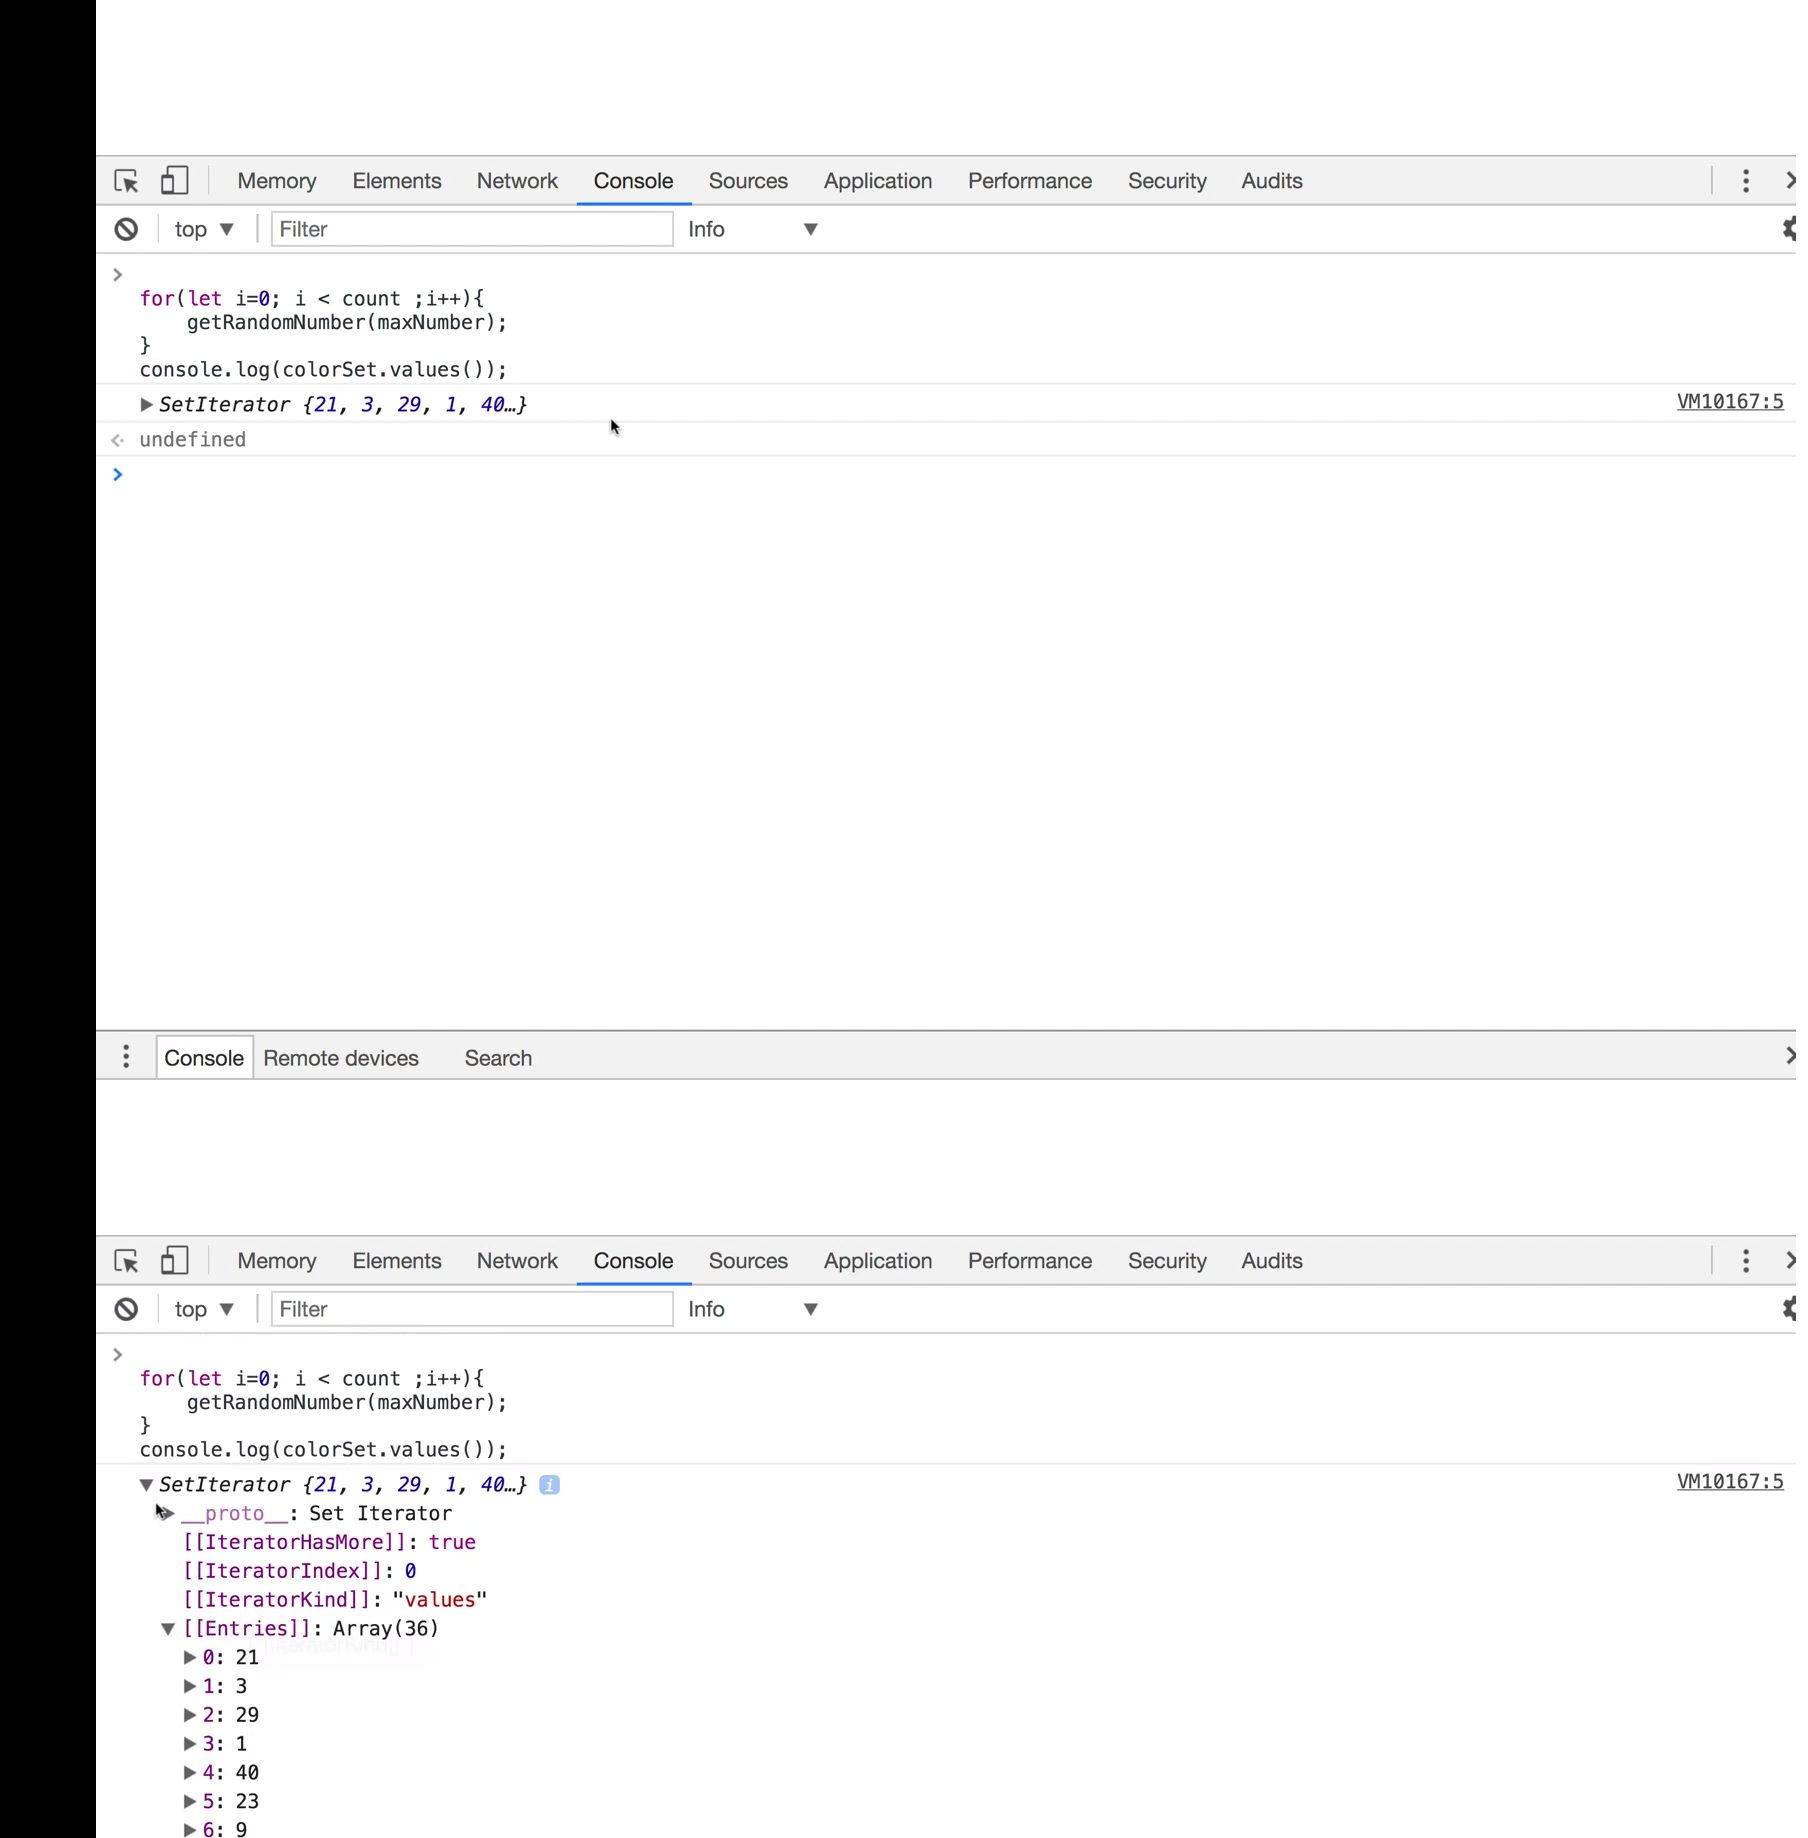 Memory Elements Network Console Sources Application Performance Security Audits
top ▼ Filter Info ▼
>
for(let i=0; i < count ;i++){
    getRandomNumber(maxNumber);
}
console.log(colorSet.values());
▶ SetIterator {21, 3, 29, 1, 40…} VM10167:5
undefined
>
Console Remote devices Search
Memory Elements Network Console Sources Application Performance Security Audits
top ▼ Filter Info ▼
>
for(let i=0; i < count ;i++){
    getRandomNumber(maxNumber);
}
console.log(colorSet.values());
▼ SetIterator {21, 3, 29, 1, 40…} i VM10167:5
▶ __proto__: Set Iterator
[[IteratorHasMore]]: true
[[IteratorIndex]]: 0
[[IteratorKind]]: "values"
▼ [[Entries]]: Array(36)
▶ 0: 21
▶ 1: 3
▶ 2: 29
▶ 3: 1
▶ 4: 40
▶ 5: 23
▶ 6: 9